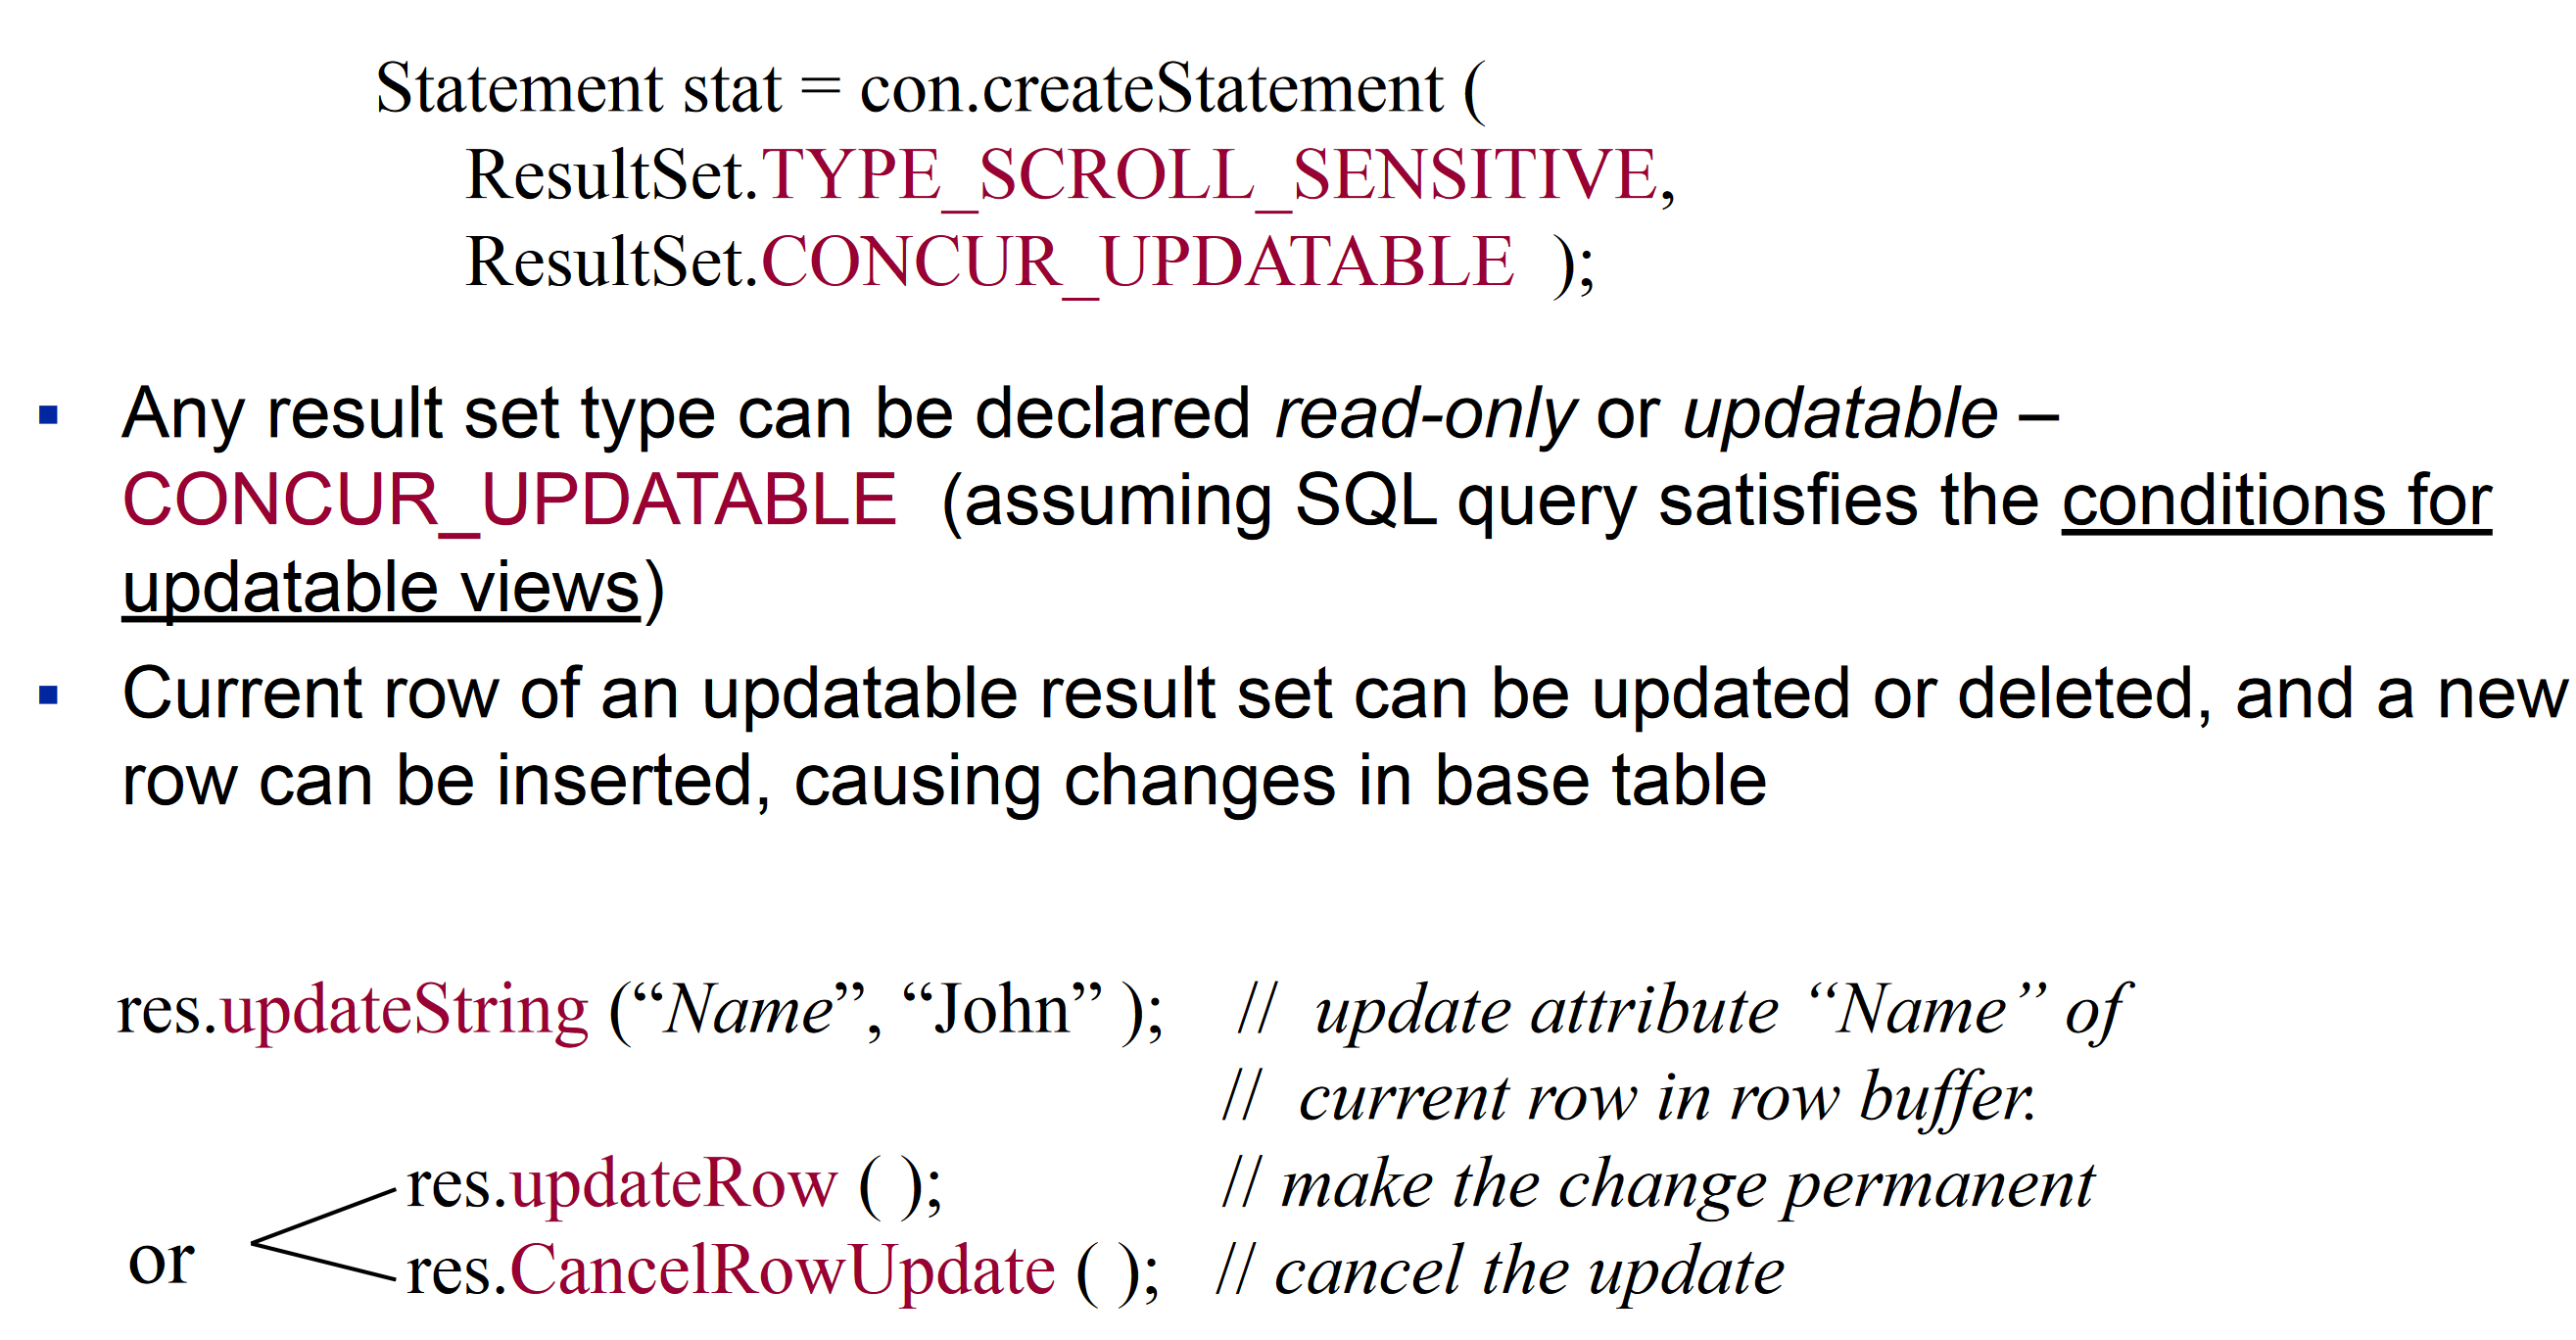 Statement stat = con.createStatement (
ResultSet.TYPE_SCROLL_SENSITIVE,
ResultSet.CONCUR_UPDATABLE );
▪ Any result set type can be declared read-only or updatable –
CONCUR_UPDATABLE (assuming SQL query satisfies the conditions for
updatable views)
▪ Current row of an updatable result set can be updated or deleted, and a new
row can be inserted, causing changes in base table
res.updateString (“Name”, “John” ); // update attribute “Name” of
// current row in row buffer.
res.updateRow ( ); // make the change permanent
or
res.CancelRowUpdate ( ); // cancel the update